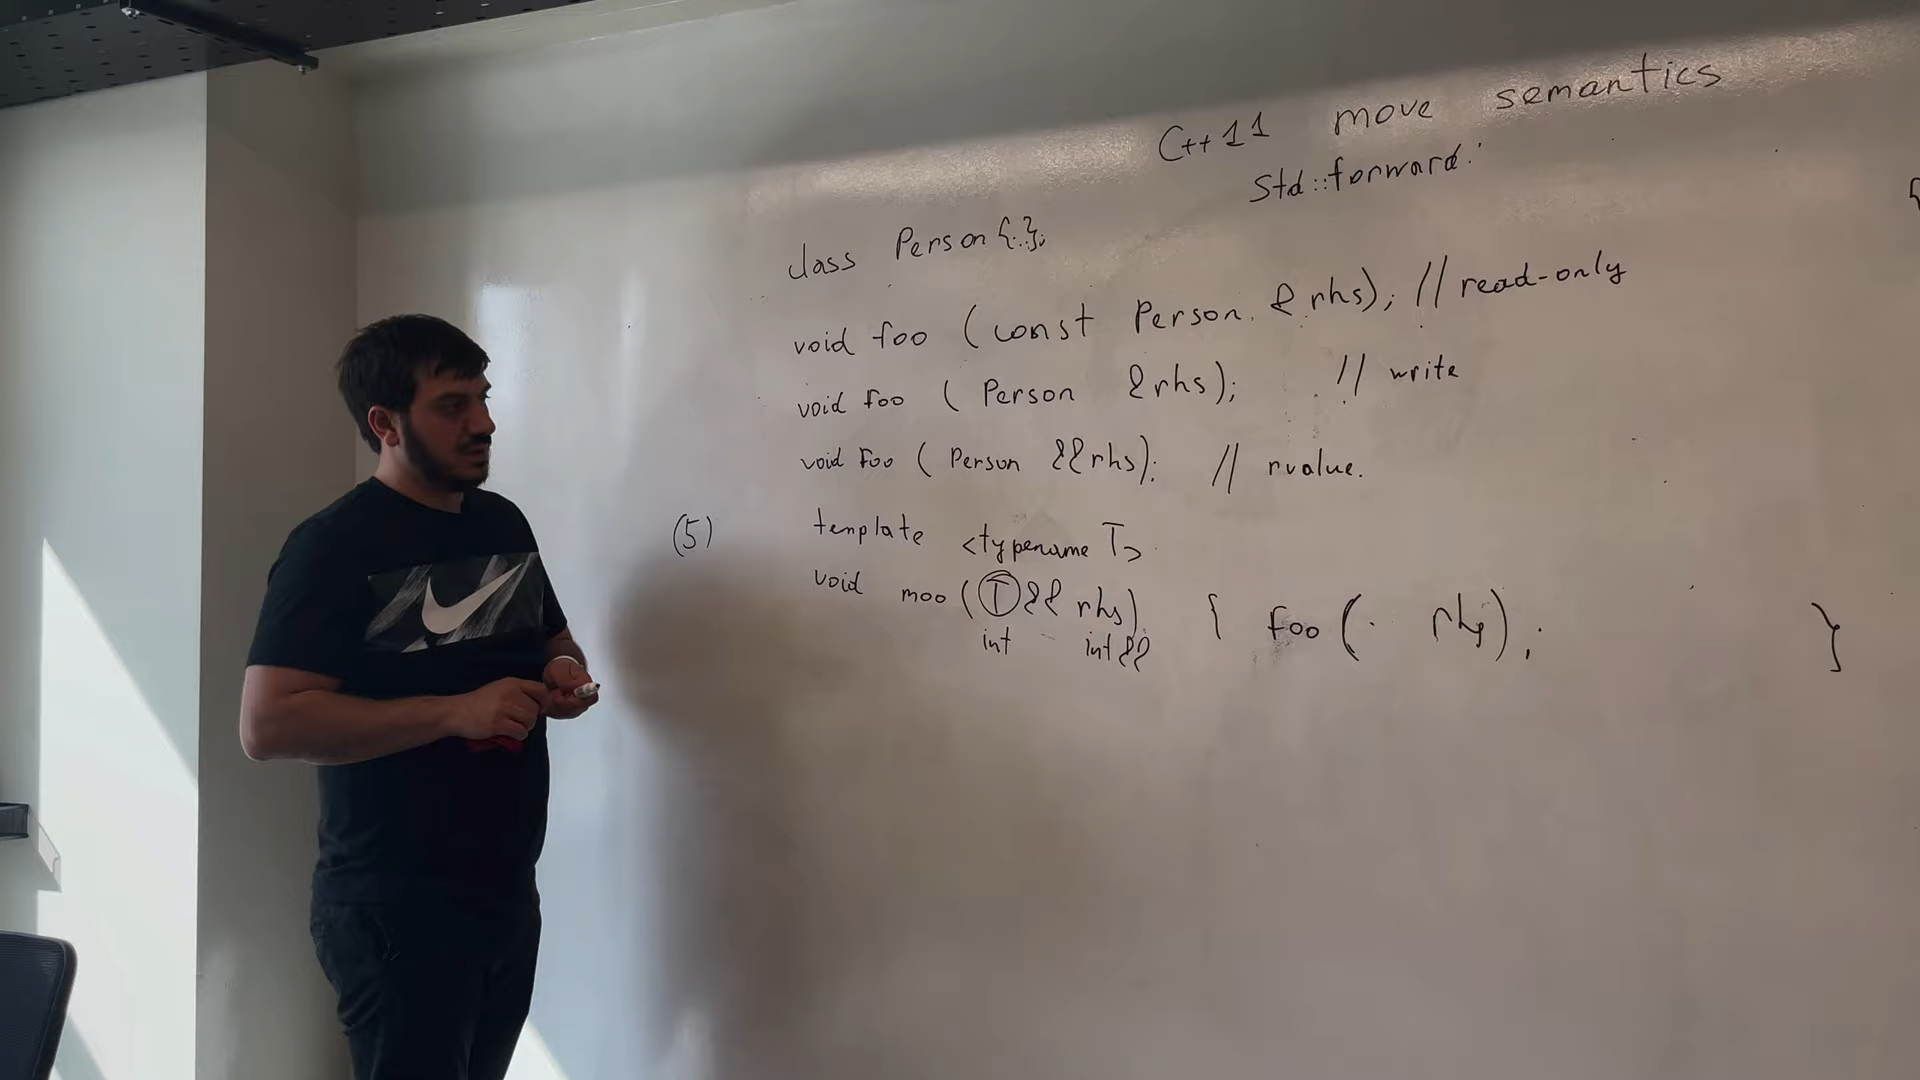 C++11 move semantics
std::forward
class Person {..};
void foo (const Person & rhs); // read-only
void foo ( Person & rhs); // write
void foo ( Person && rhs); // rvalue.
(5) template <typename T>
void moo ( T && rhs) { foo ( rhs); }
int int &&
{